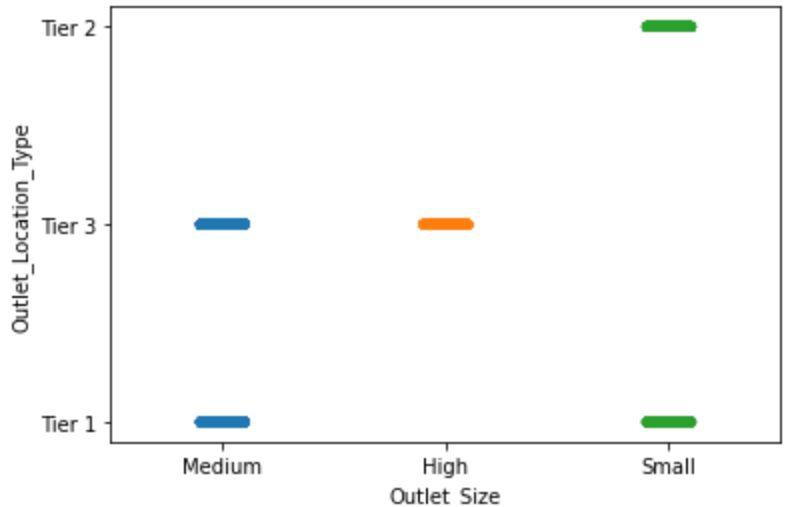 Tier 2
Outlet_Location_Type
Tier 3
Tier 1
Medium
High
Small
Outlet_Size